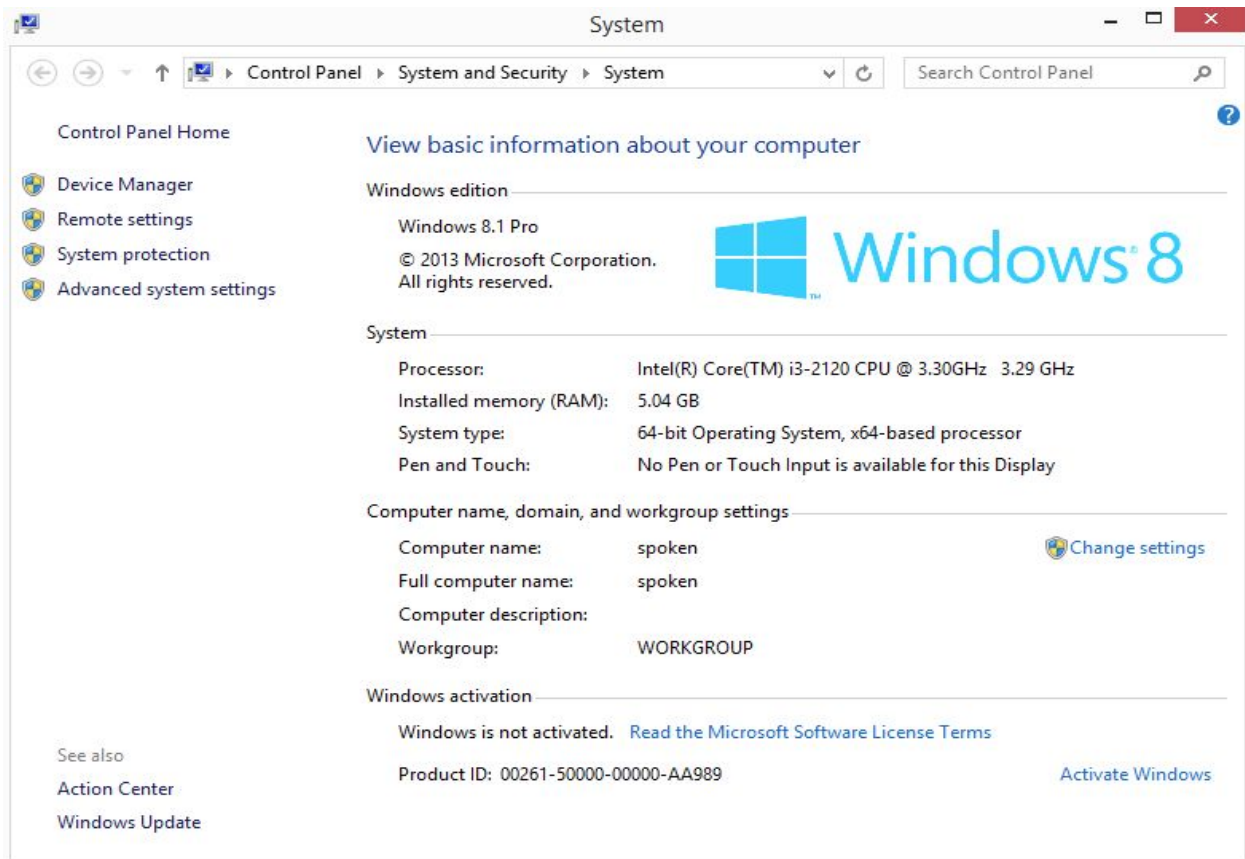 System
Control Panel System and Security System
Search Control Panel
Control Panel Home
Device Manager
Remote settings
System protection
Advanced system settings
See also
Action Center
Windows Update
View basic information about your computer
Windows edition
Windows 8.1 Pro
© 2013 Microsoft Corporation.
All rights reserved.
Windows® 8
™
System
Processor: Intel(R) Core(TM) i3-2120 CPU @ 3.30GHz 3.29 GHz
Installed memory (RAM): 5.04 GB
System type: 64-bit Operating System, x64-based processor
Pen and Touch: No Pen or Touch Input is available for this Display
Computer name, domain, and workgroup settings
Computer name: spoken Change settings
Full computer name: spoken
Computer description:
Workgroup: WORKGROUP
Windows activation
Windows is not activated. Read the Microsoft Software License Terms
Product ID: 00261-50000-00000-AA989 Activate Windows